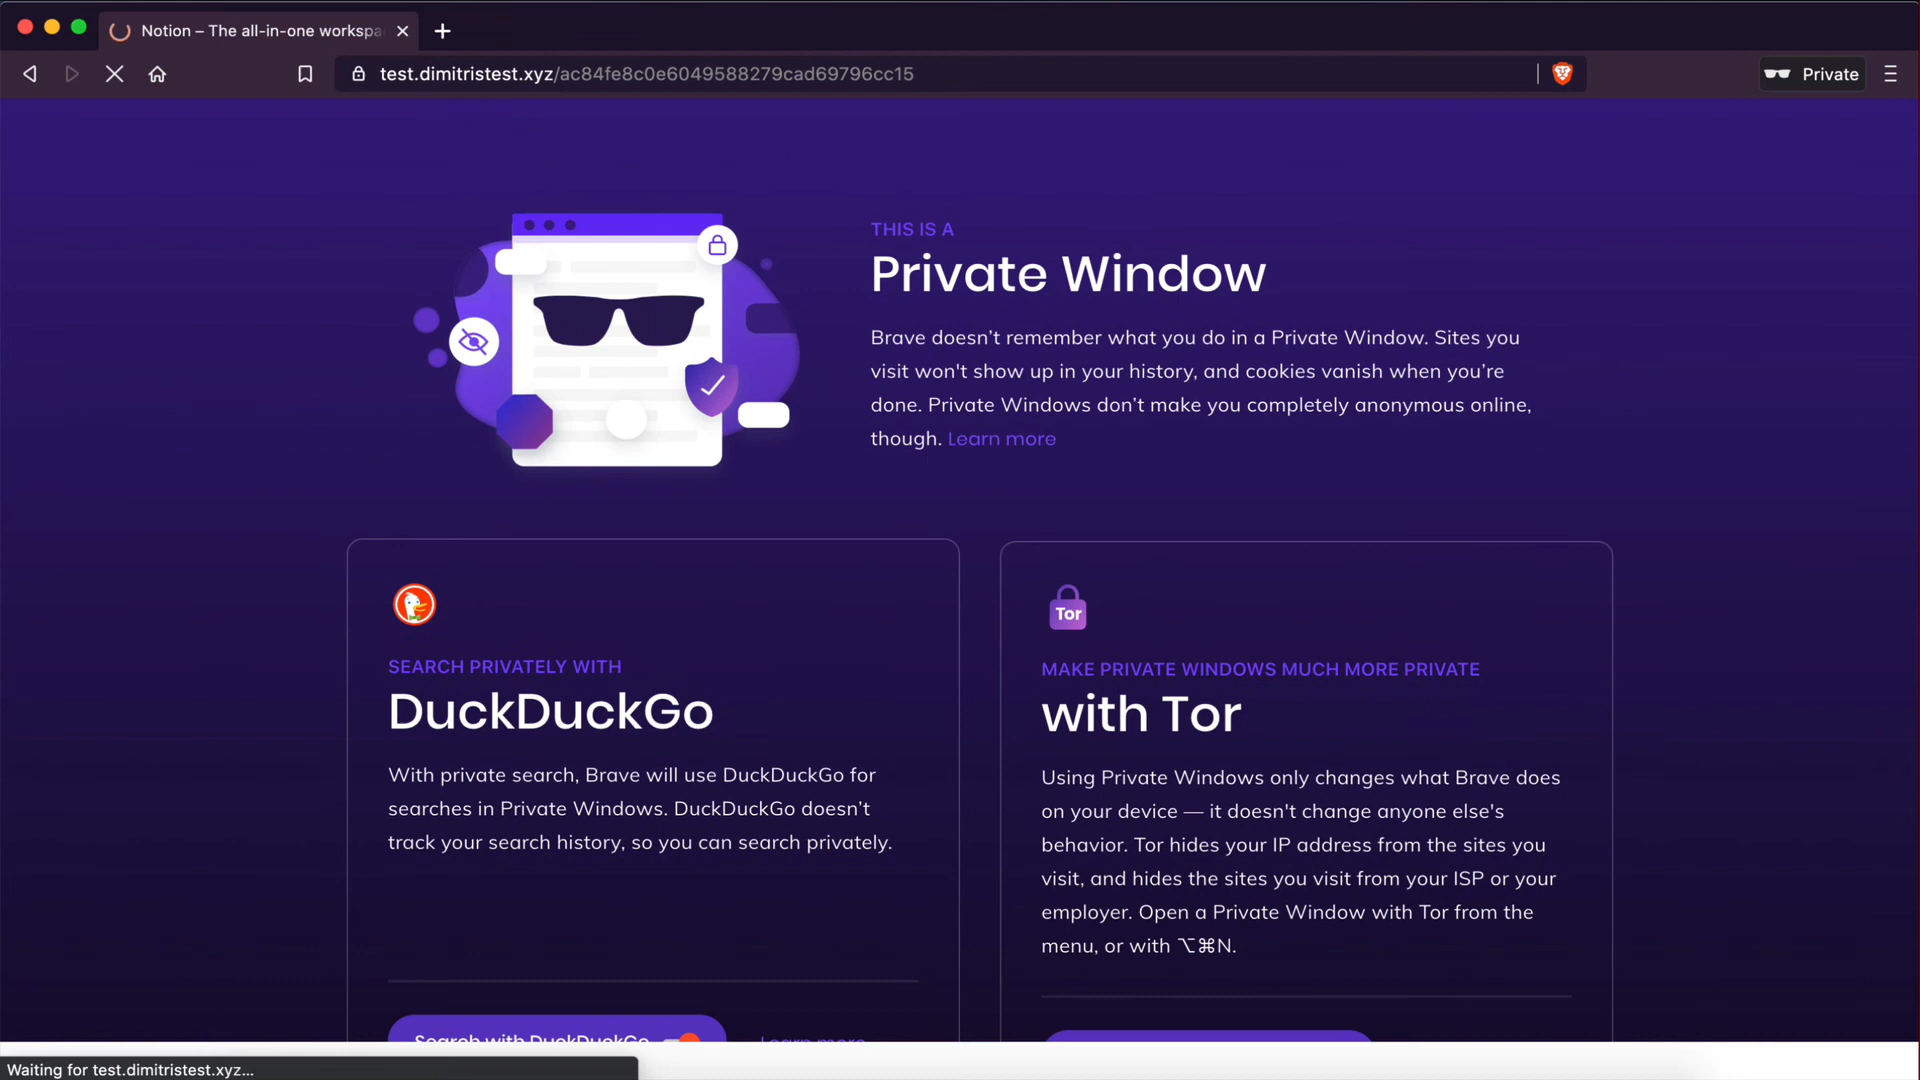 Notion – The all-in-one workspa
test.dimitristest.xyz/ac84fe8c0e6049588279cad69796cc15
Private
THIS IS A
Private Window
Brave doesn’t remember what you do in a Private Window. Sites you
visit won't show up in your history, and cookies vanish when you’re
done. Private Windows don’t make you completely anonymous online,
though. Learn more
SEARCH PRIVATELY WITH
DuckDuckGo
With private search, Brave will use DuckDuckGo for
searches in Private Windows. DuckDuckGo doesn’t
track your search history, so you can search privately.
Search with DuckDuckGo
Learn more
Tor
MAKE PRIVATE WINDOWS MUCH MORE PRIVATE
with Tor
Using Private Windows only changes what Brave does
on your device — it doesn't change anyone else's
behavior. Tor hides your IP address from the sites you
visit, and hides the sites you visit from your ISP or your
employer. Open a Private Window with Tor from the
menu, or with ⌥⌘N.
Waiting for test.dimitristest.xyz...